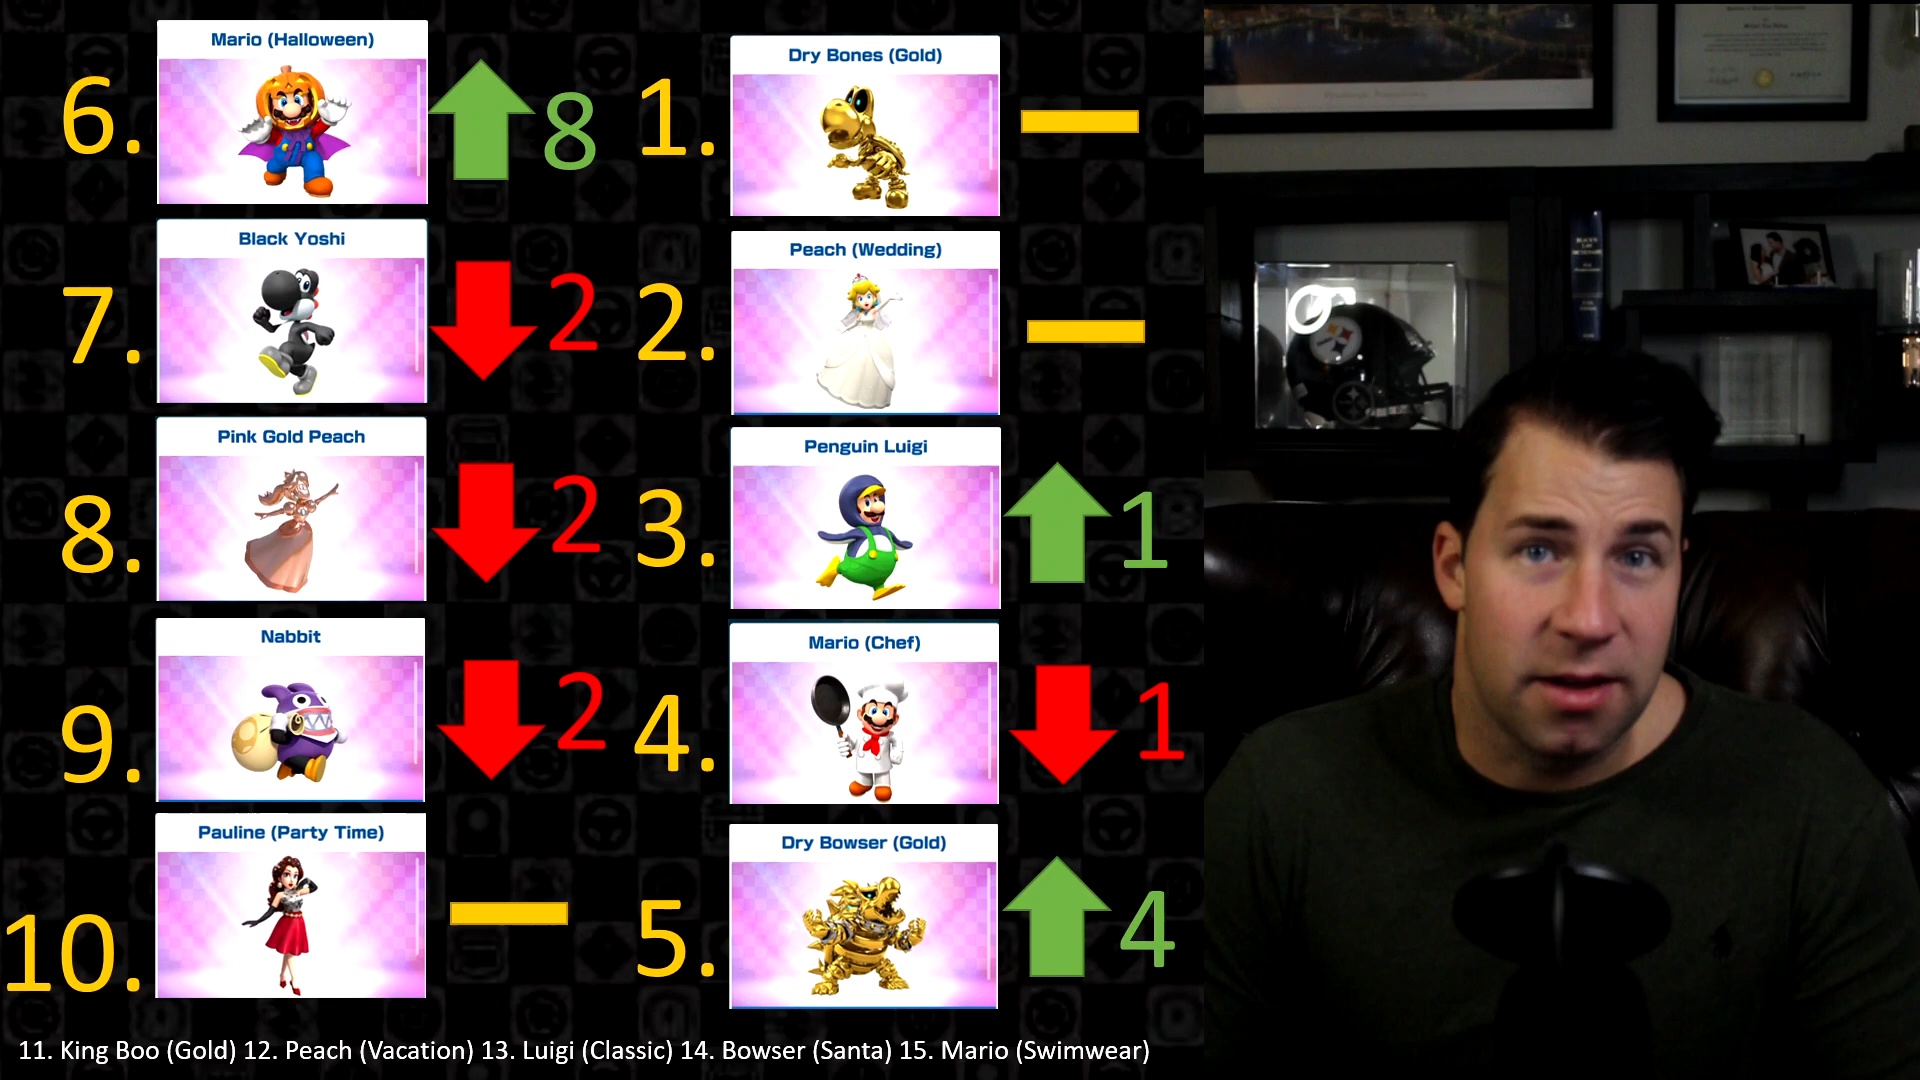 6.
Mario (Halloween)
8
7.
Black Yoshi
2
8.
Pink Gold Peach
2
9.
Nabbit
2
10.
Pauline (Party Time)
1.
Dry Bones (Gold)
2.
Peach (Wedding)
3.
Penguin Luigi
1
4.
Mario (Chef)
1
5.
Dry Bowser (Gold)
4
11. King Boo (Gold) 12. Peach (Vacation) 13. Luigi (Classic) 14. Bowser (Santa) 15. Mario (Swimwear)